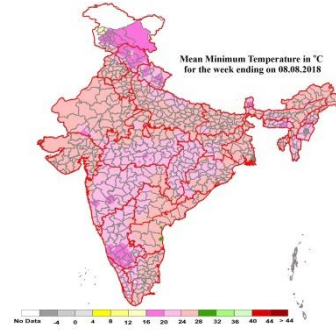 Mean Minimum Temperature in °C
for the week ending on 08.08.2018
No Data -4 0 4 8 12 16 20 24 28 32 36 40 44 > 44